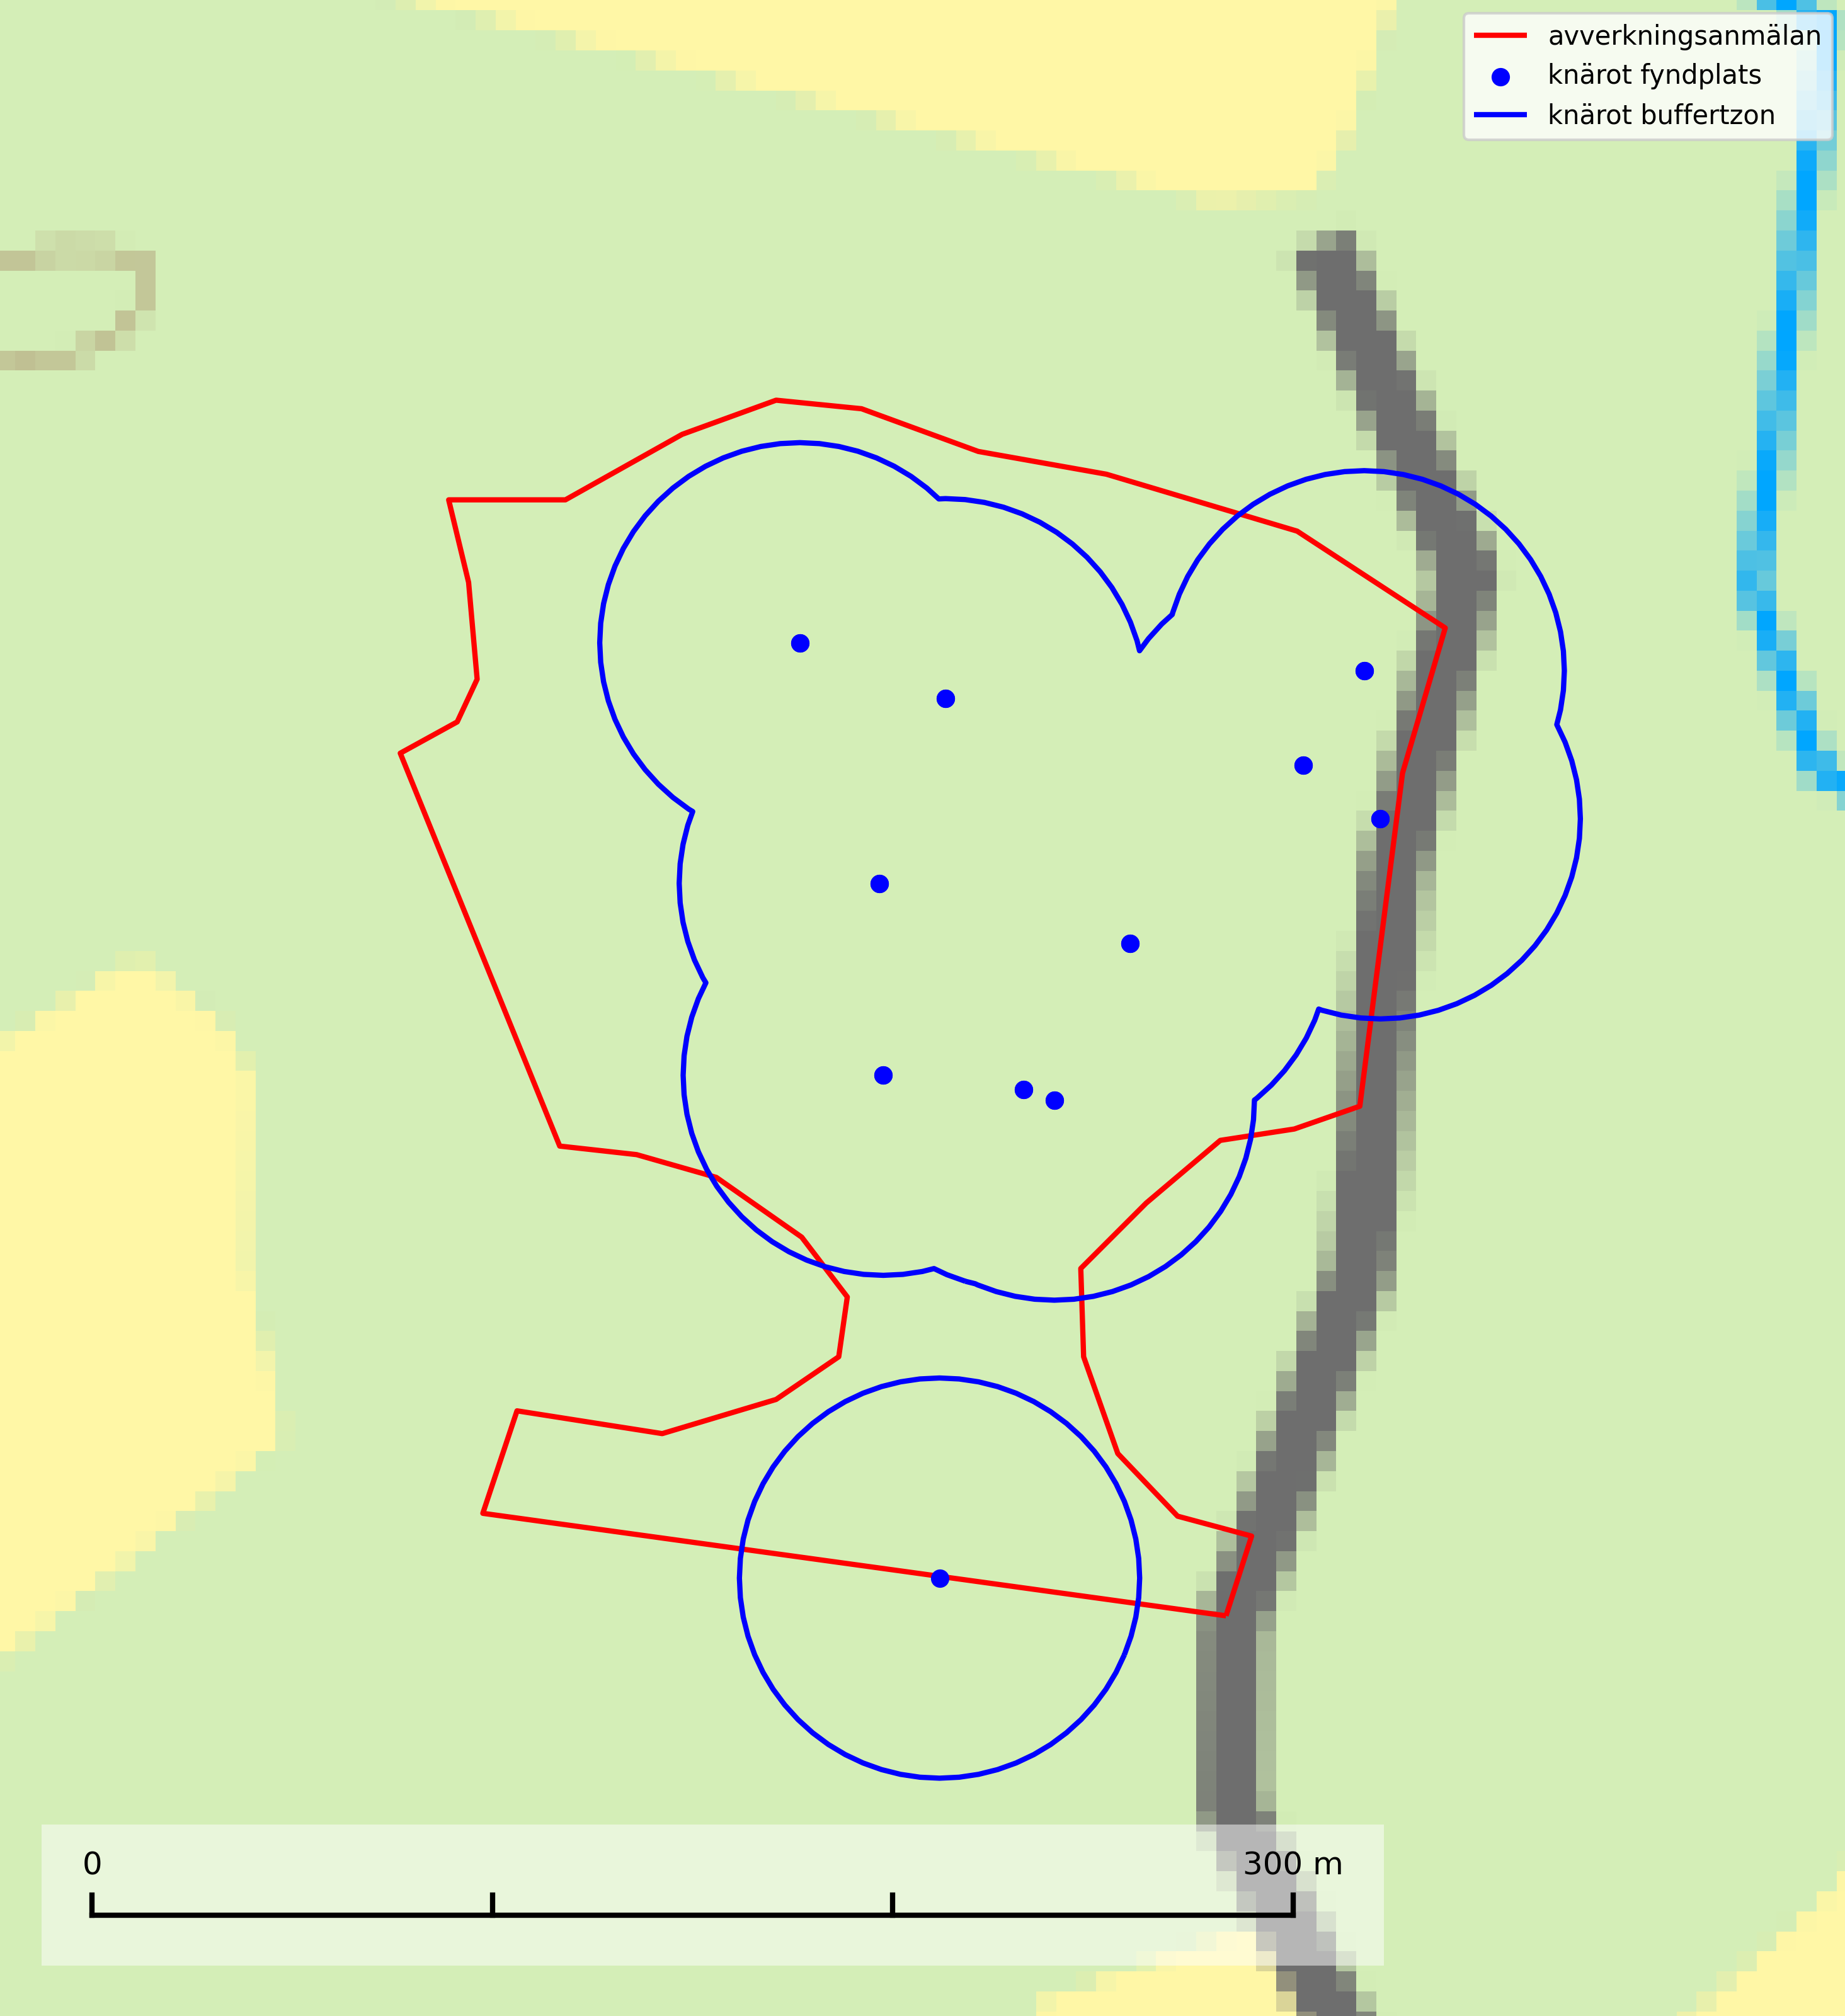 avverkningsanmälan
knärot fyndplats
knärot buffertzon
0
300 m